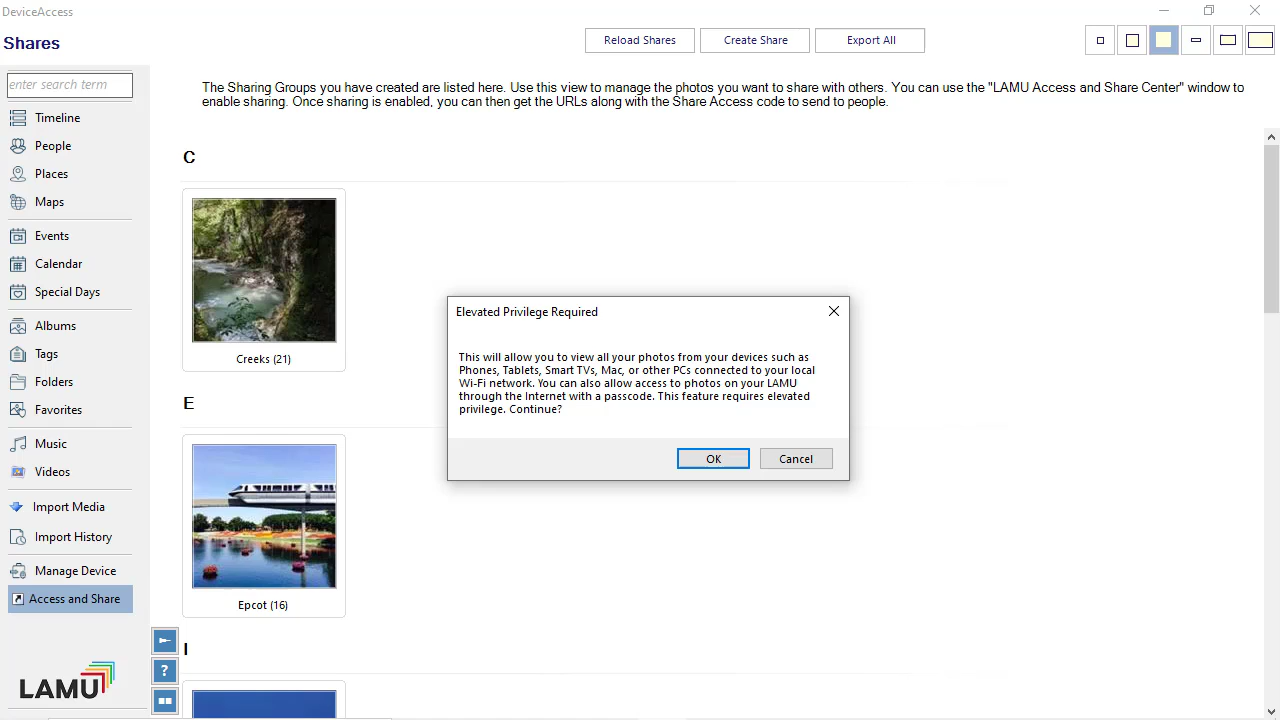 DeviceAccess
Shares
Reload Shares
Create Share
Export All
enter search term
Timeline
People
Places
Maps
Events
Calendar
Special Days
Albums
Tags
Folders
Favorites
Music
Videos
Import Media
Import History
Manage Device
Access and Share
LAMU
The Sharing Groups you have created are listed here. Use this view to manage the photos you want to share with others. You can use the "LAMU Access and Share Center" window to
enable sharing. Once sharing is enabled, you can then get the URLs along with the Share Access code to send to people.
C
Creeks (21)
E
Epcot (16)
I
?
Elevated Privilege Required
This will allow you to view all your photos from your devices such as
Phones, Tablets, Smart TVs, Mac, or other PCs connected to your local
Wi-Fi network. You can also allow access to photos on your LAMU
through the Internet with a passcode. This feature requires elevated
privilege. Continue?
OK
Cancel